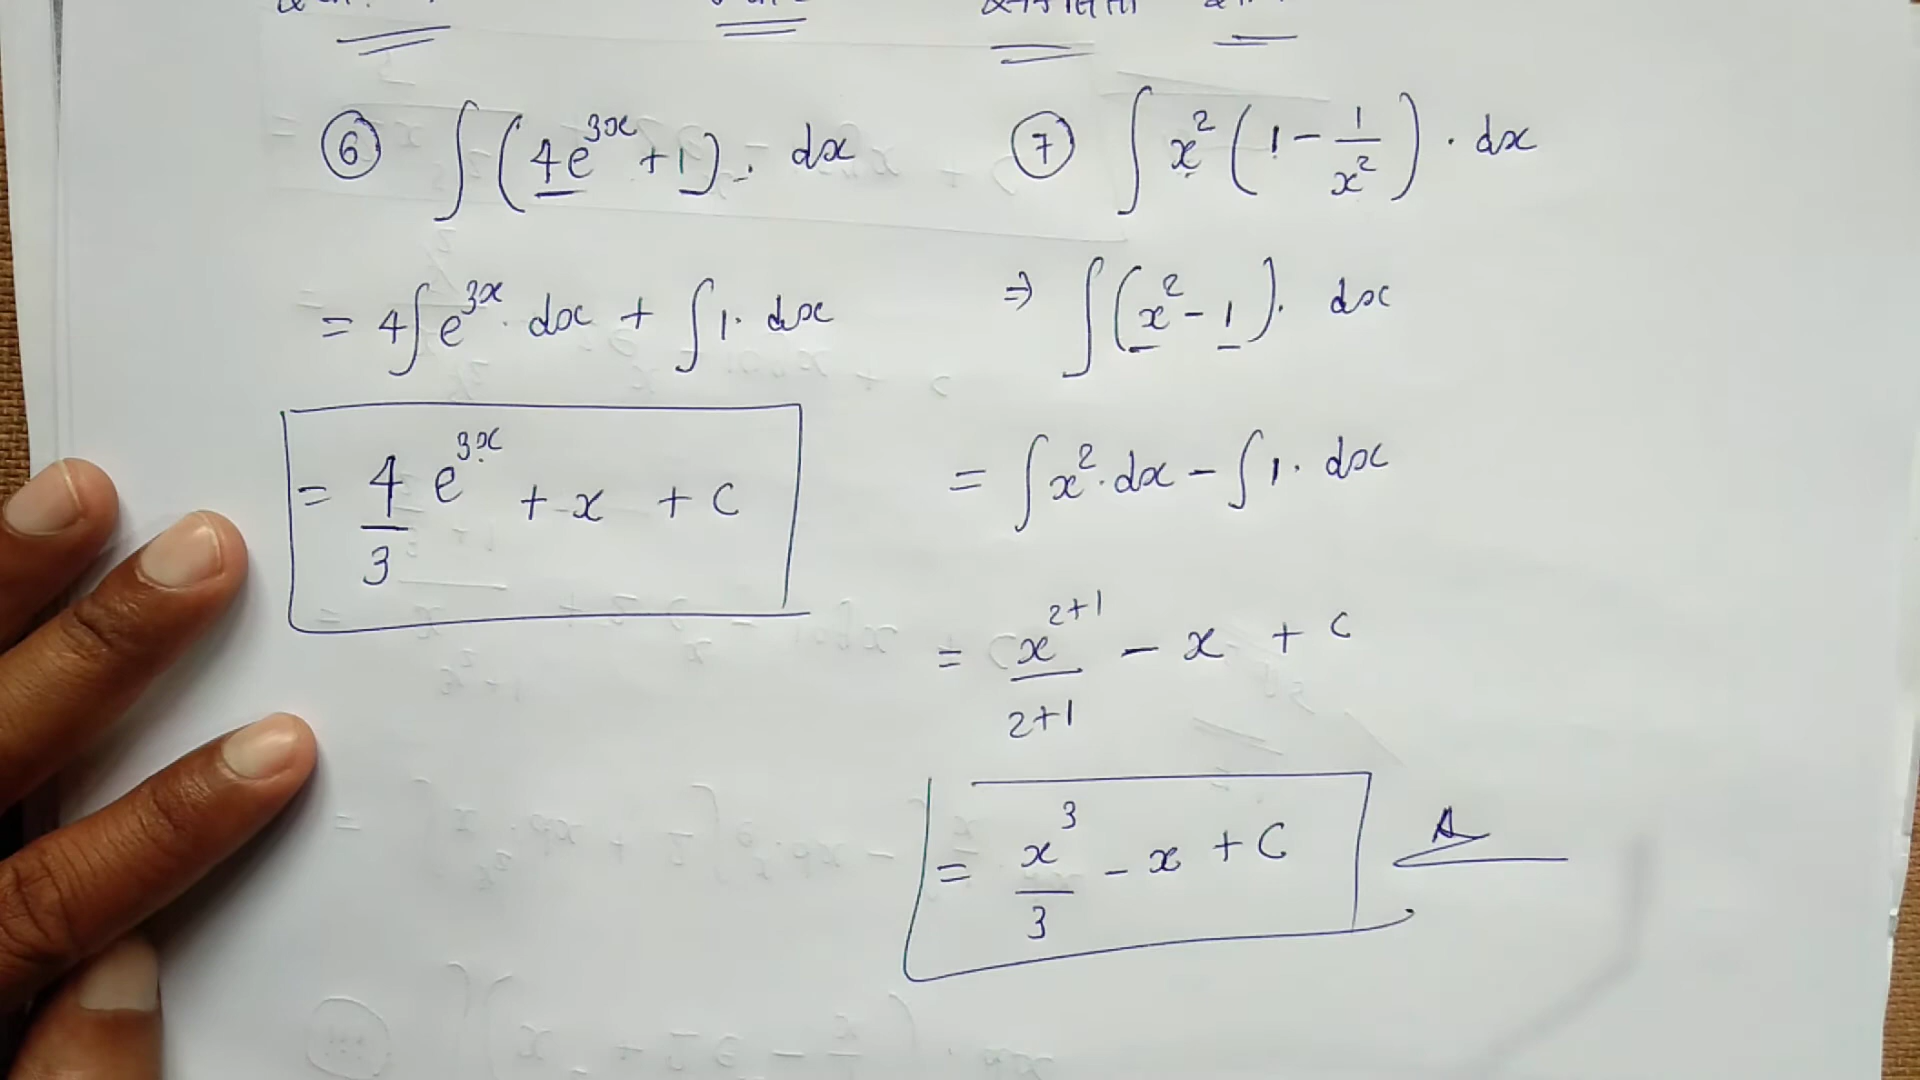 ⑥ ∫(4e^{3x} + 1). dx
= 4∫e^{3x}. dx + ∫1. dx
= 4/3 e^{3x} + x + C
⑦ ∫x²(1 - 1/x²). dx
⇒ ∫(x² - 1). dx
= ∫x². dx - ∫1. dx
= x^{2+1}/2+1 - x + C
= x³/3 - x + C